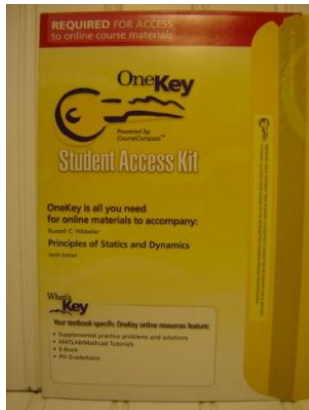 REQUIRED FOR ACCESS
to online course materials
OneKey
Powered by
CourseCompass™
Student Access Kit
OneKey is all you need
for online materials to accompany:
Russell C. Hibbeler
Principles of Statics and Dynamics
Tenth Edition
What's Key
Your textbook-specific OneKey online resources feature:
• Supplemental practice problems and solutions
• MATLAB/Mathcad Tutorials
• E-Book
• PH GradeAssist